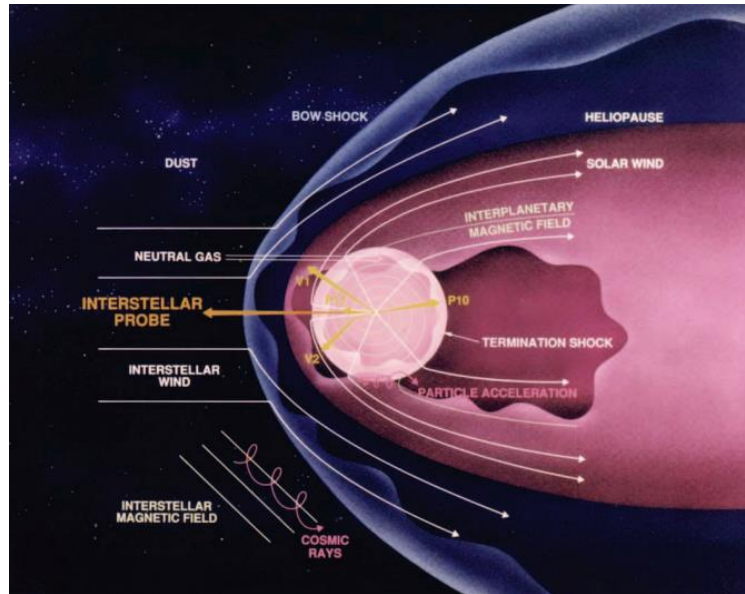 BOW SHOCK
HELIOPAUSE
DUST
SOLAR WIND
INTERPLANETARY
MAGNETIC FIELD
NEUTRAL GAS
V1
P11
P10
INTERSTELLAR
PROBE
TERMINATION SHOCK
V2
INTERSTELLAR
WIND
PARTICLE ACCELERATION
INTERSTELLAR
MAGNETIC FIELD
COSMIC
RAYS